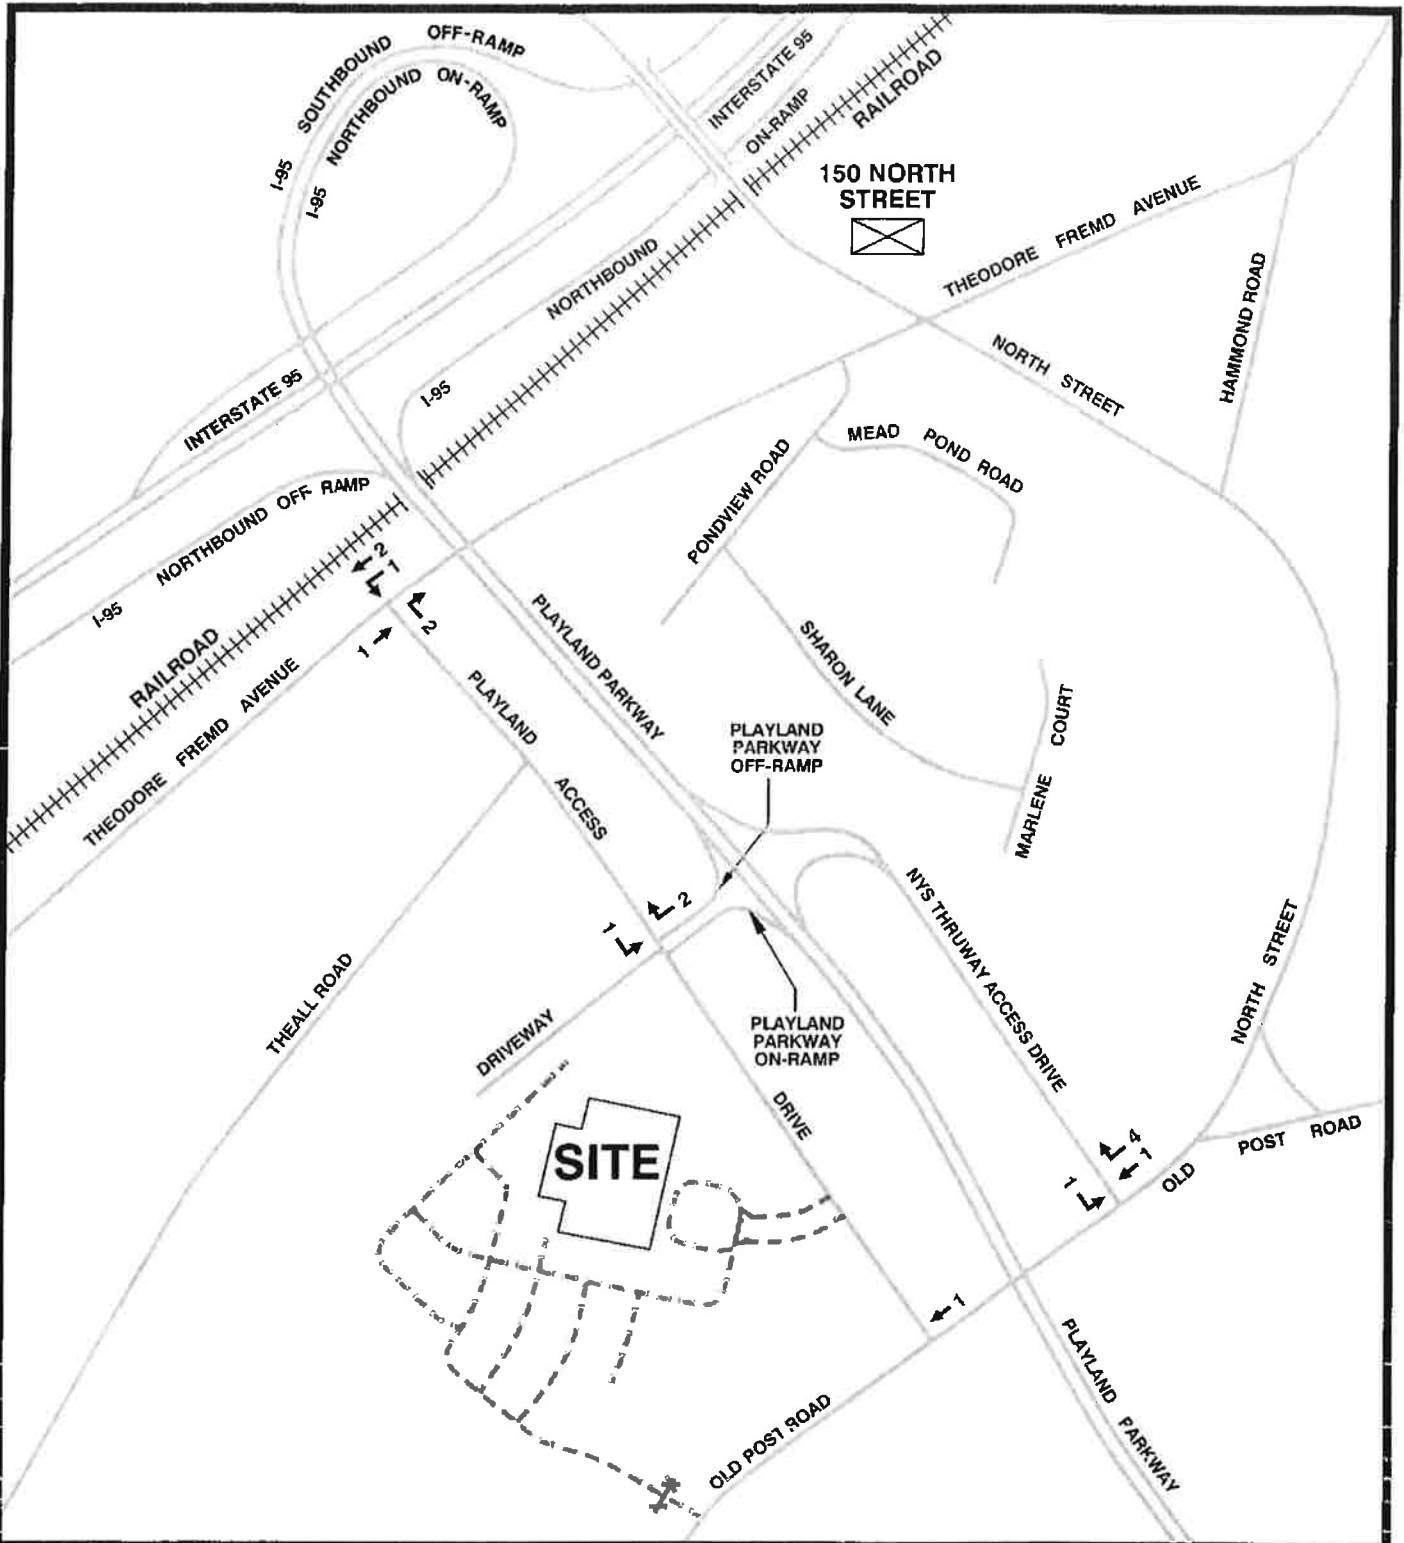 I-95 SOUTHBOUND OFF-RAMP
I-95 NORTHBOUND ON-RAMP
INTERSTATE 95
ON-RAMP
RAILROAD
150 NORTH
STREET
THEODORE FREMD AVENUE
HAMMOND ROAD
NORTH STREET
I-95 NORTHBOUND
INTERSTATE 95
MEAD POND ROAD
PONDVIEW ROAD
I-95 NORTHBOUND OFF RAMP
2
1
2
1
RAILROAD
THEODORE FREMD AVENUE
PLAYLAND PARKWAY
SHARON LANE
MARLENE COURT
PLAYLAND ACCESS DRIVE
PLAYLAND
PARKWAY
OFF-RAMP
2
1
NYS THRUWAY ACCESS DRIVE
THEALL ROAD
DRIVEWAY
PLAYLAND
PARKWAY
ON-RAMP
NORTH STREET
SITE
4
1
1
OLD POST ROAD
1
PLAYLAND PARKWAY
OLD POST ROAD